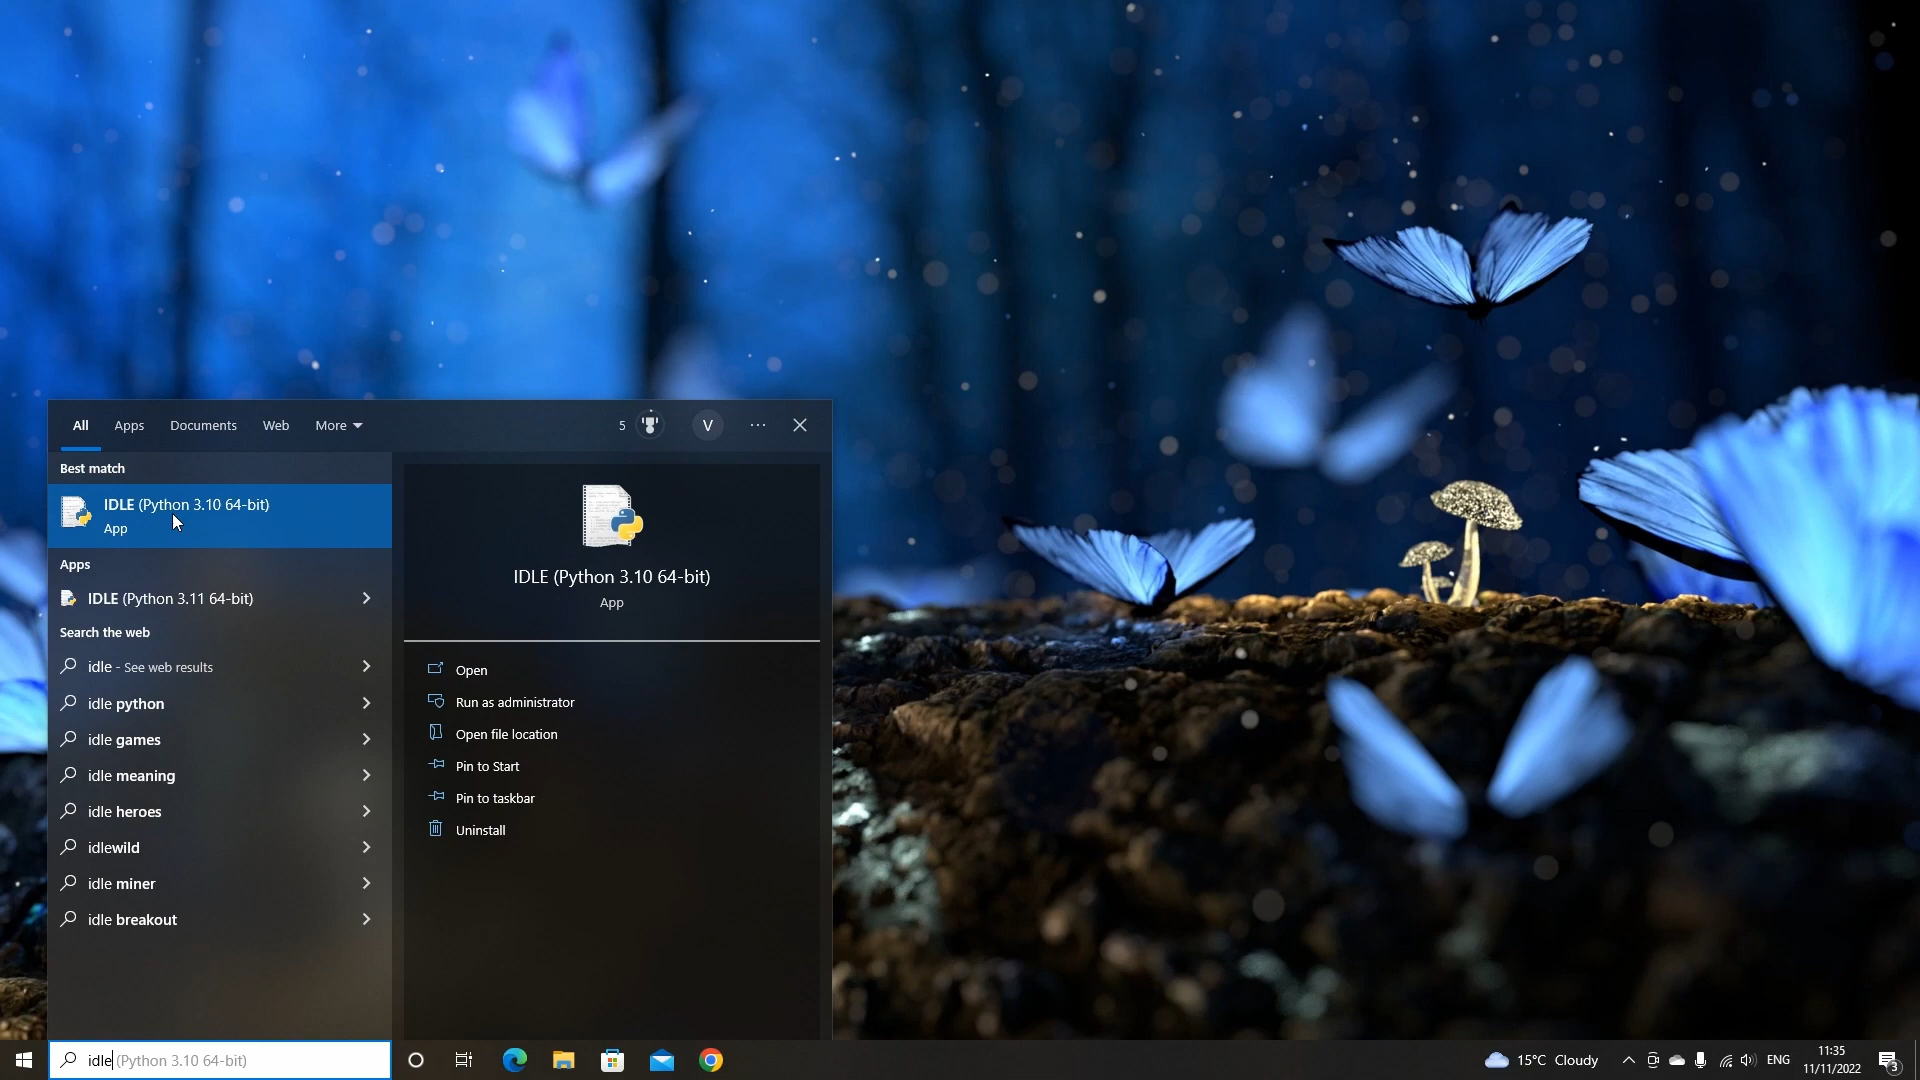 All Apps Documents Web More 5 V ...
Best match
IDLE (Python 3.10 64-bit)
App
Apps
IDLE (Python 3.11 64-bit)
Search the web
idle - See web results
idle python
idle games
idle meaning
idle heroes
idlewild
idle miner
idle breakout
IDLE (Python 3.10 64-bit)
App
Open
Run as administrator
Open file location
Pin to Start
Pin to taskbar
Uninstall
idle (Python 3.10 64-bit)
15°C Cloudy
ENG
11:35
11/11/2022
3